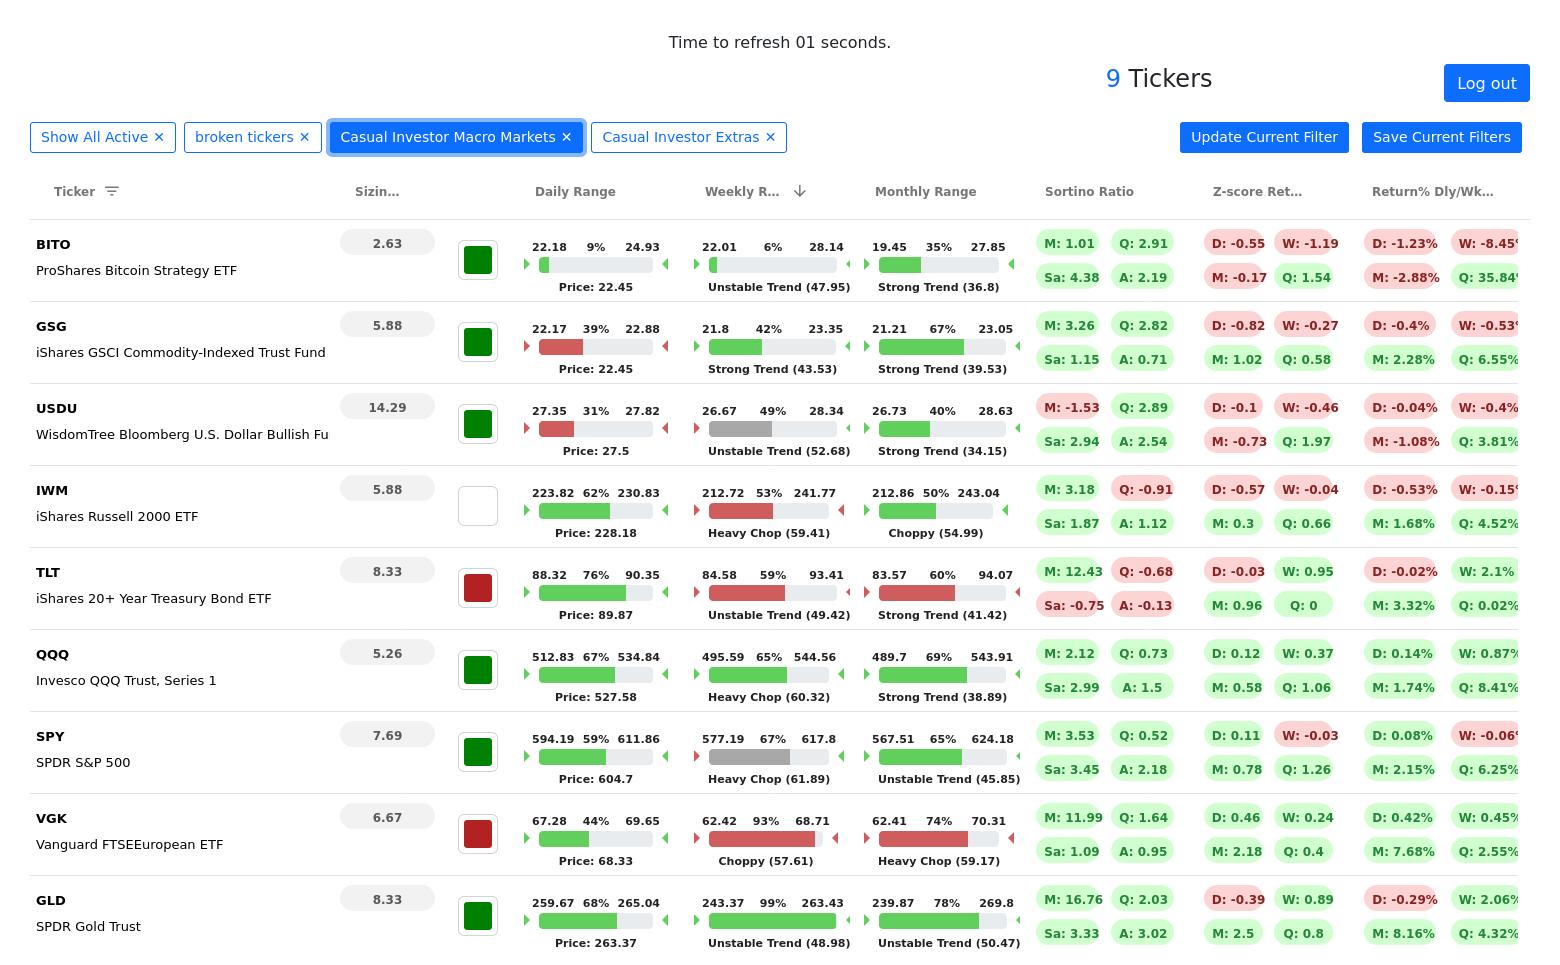 Time to refresh 01 seconds.
9 Tickers
Log out
Show All Active ✕ broken tickers ✕ Casual Investor Macro Markets ✕ Casual Investor Extras ✕ Update Current Filter Save Current Filters
Ticker Sizin... Daily Range Weekly R... Monthly Range Sortino Ratio Z-score Ret... Return% Dly/Wk...
BITO 2.63 22.18 9% 24.93 22.01 6% 28.14 19.45 35% 27.85 M: 1.01 Q: 2.91 D: -0.55 W: -1.19 D: -1.23% W: -8.45%
ProShares Bitcoin Strategy ETF Price: 22.45 Unstable Trend (47.95) Strong Trend (36.8) Sa: 4.38 A: 2.19 M: -0.17 Q: 1.54 M: -2.88% Q: 35.84%
GSG 5.88 22.17 39% 22.88 21.8 42% 23.35 21.21 67% 23.05 M: 3.26 Q: 2.82 D: -0.82 W: -0.27 D: -0.4% W: -0.53%
iShares GSCI Commodity-Indexed Trust Fund Price: 22.45 Strong Trend (43.53) Strong Trend (39.53) Sa: 1.15 A: 0.71 M: 1.02 Q: 0.58 M: 2.28% Q: 6.55%
USDU 14.29 27.35 31% 27.82 26.67 49% 28.34 26.73 40% 28.63 M: -1.53 Q: 2.89 D: -0.1 W: -0.46 D: -0.04% W: -0.4%
WisdomTree Bloomberg U.S. Dollar Bullish Fu Price: 27.5 Unstable Trend (52.68) Strong Trend (34.15) Sa: 2.94 A: 2.54 M: -0.73 Q: 1.97 M: -1.08% Q: 3.81%
IWM 5.88 223.82 62% 230.83 212.72 53% 241.77 212.86 50% 243.04 M: 3.18 Q: -0.91 D: -0.57 W: -0.04 D: -0.53% W: -0.15%
iShares Russell 2000 ETF Price: 228.18 Heavy Chop (59.41) Choppy (54.99) Sa: 1.87 A: 1.12 M: 0.3 Q: 0.66 M: 1.68% Q: 4.52%
TLT 8.33 88.32 76% 90.35 84.58 59% 93.41 83.57 60% 94.07 M: 12.43 Q: -0.68 D: -0.03 W: 0.95 D: -0.02% W: 2.1%
iShares 20+ Year Treasury Bond ETF Price: 89.87 Unstable Trend (49.42) Strong Trend (41.42) Sa: -0.75 A: -0.13 M: 0.96 Q: 0 M: 3.32% Q: 0.02%
QQQ 5.26 512.83 67% 534.84 495.59 65% 544.56 489.7 69% 543.91 M: 2.12 Q: 0.73 D: 0.12 W: 0.37 D: 0.14% W: 0.87%
Invesco QQQ Trust, Series 1 Price: 527.58 Heavy Chop (60.32) Strong Trend (38.89) Sa: 2.99 A: 1.5 M: 0.58 Q: 1.06 M: 1.74% Q: 8.41%
SPY 7.69 594.19 59% 611.86 577.19 67% 617.8 567.51 65% 624.18 M: 3.53 Q: 0.52 D: 0.11 W: -0.03 D: 0.08% W: -0.06%
SPDR S&P 500 Price: 604.7 Heavy Chop (61.89) Unstable Trend (45.85) Sa: 3.45 A: 2.18 M: 0.78 Q: 1.26 M: 2.15% Q: 6.25%
VGK 6.67 67.28 44% 69.65 62.42 93% 68.71 62.41 74% 70.31 M: 11.99 Q: 1.64 D: 0.46 W: 0.24 D: 0.42% W: 0.45%
Vanguard FTSEEuropean ETF Price: 68.33 Choppy (57.61) Heavy Chop (59.17) Sa: 1.09 A: 0.95 M: 2.18 Q: 0.4 M: 7.68% Q: 2.55%
GLD 8.33 259.67 68% 265.04 243.37 99% 263.43 239.87 78% 269.8 M: 16.76 Q: 2.03 D: -0.39 W: 0.89 D: -0.29% W: 2.06%
SPDR Gold Trust Price: 263.37 Unstable Trend (48.98) Unstable Trend (50.47) Sa: 3.33 A: 3.02 M: 2.5 Q: 0.8 M: 8.16% Q: 4.32%